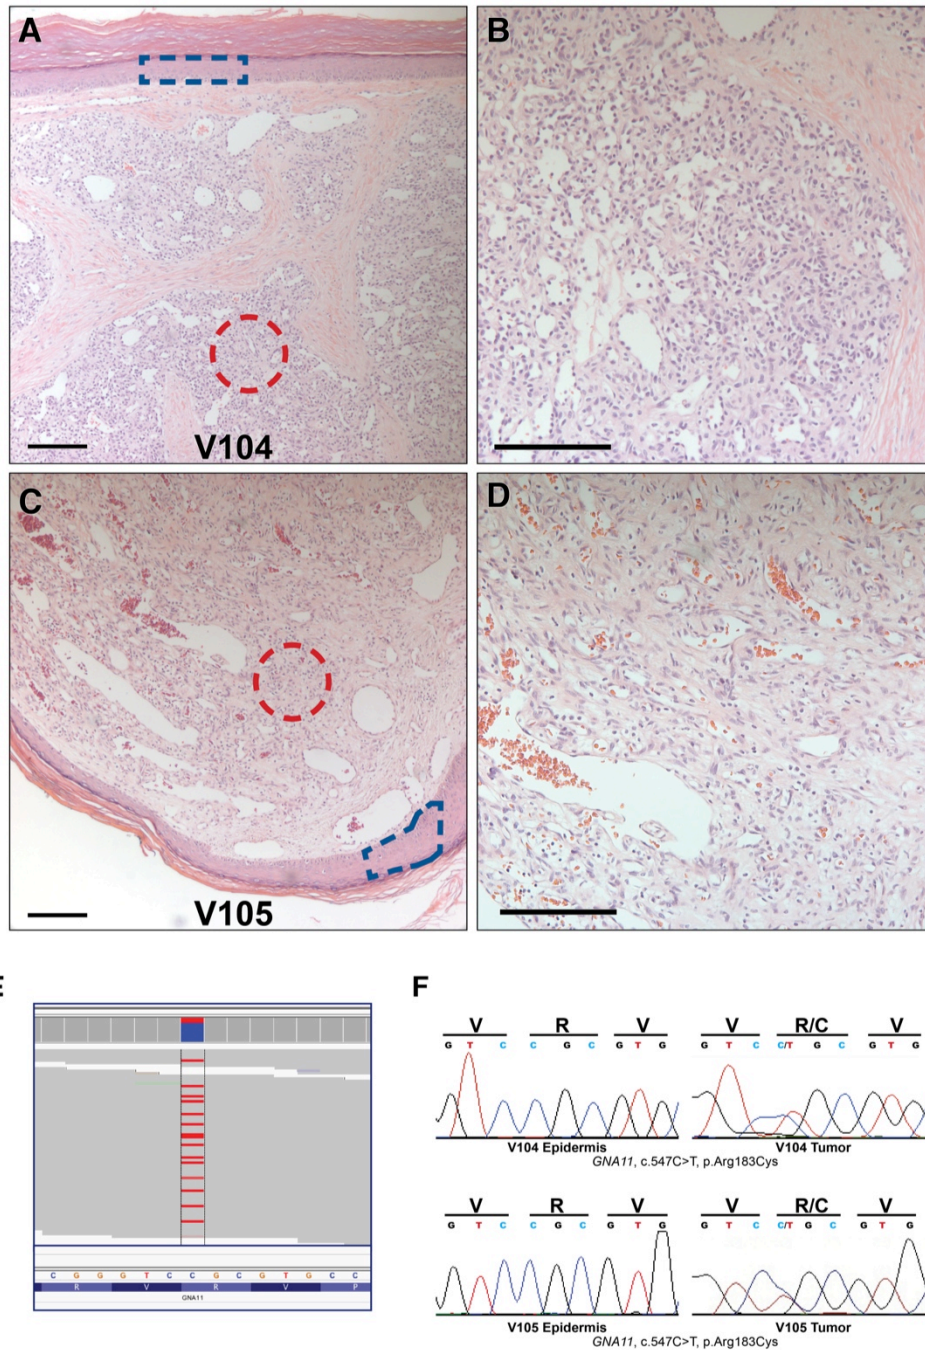 A
B
V104
C
D
V105
E
F
V R V V R/C V
G T C C G C G T G G T C C/T G C G T G
V104 Epidermis V104 Tumor
GNA11, c.547C>T, p.Arg183Cys
V R V V R/C V
G T C C G C G T G G T C C/T G C G T G
V105 Epidermis V105 Tumor
GNA11, c.547C>T, p.Arg183Cys
C G G G T C C G C G T G C C
R V R V P
GNA11